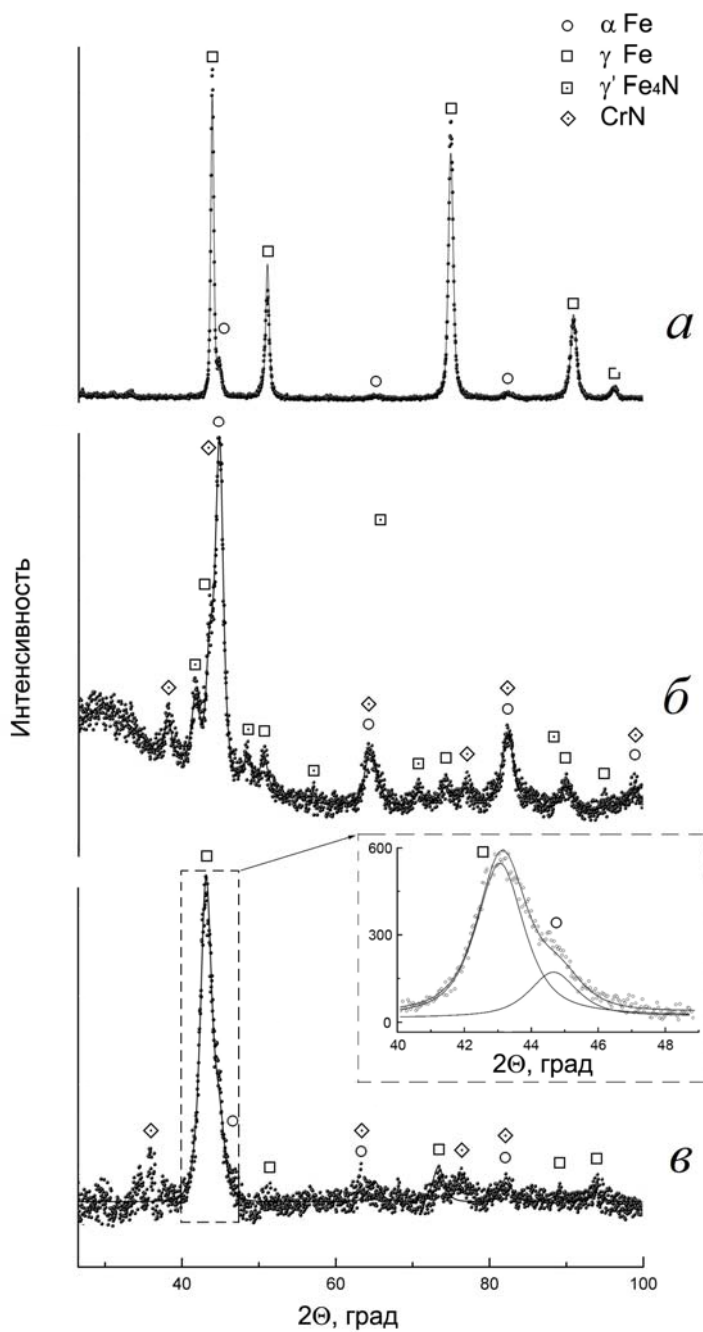 α Fe
γ Fe
γ' Fe₄N
CrN
а
Интенсивность
б
600
300
0
40 42 44 46 48
2Θ, град
в
40 60 80 100
2Θ, град